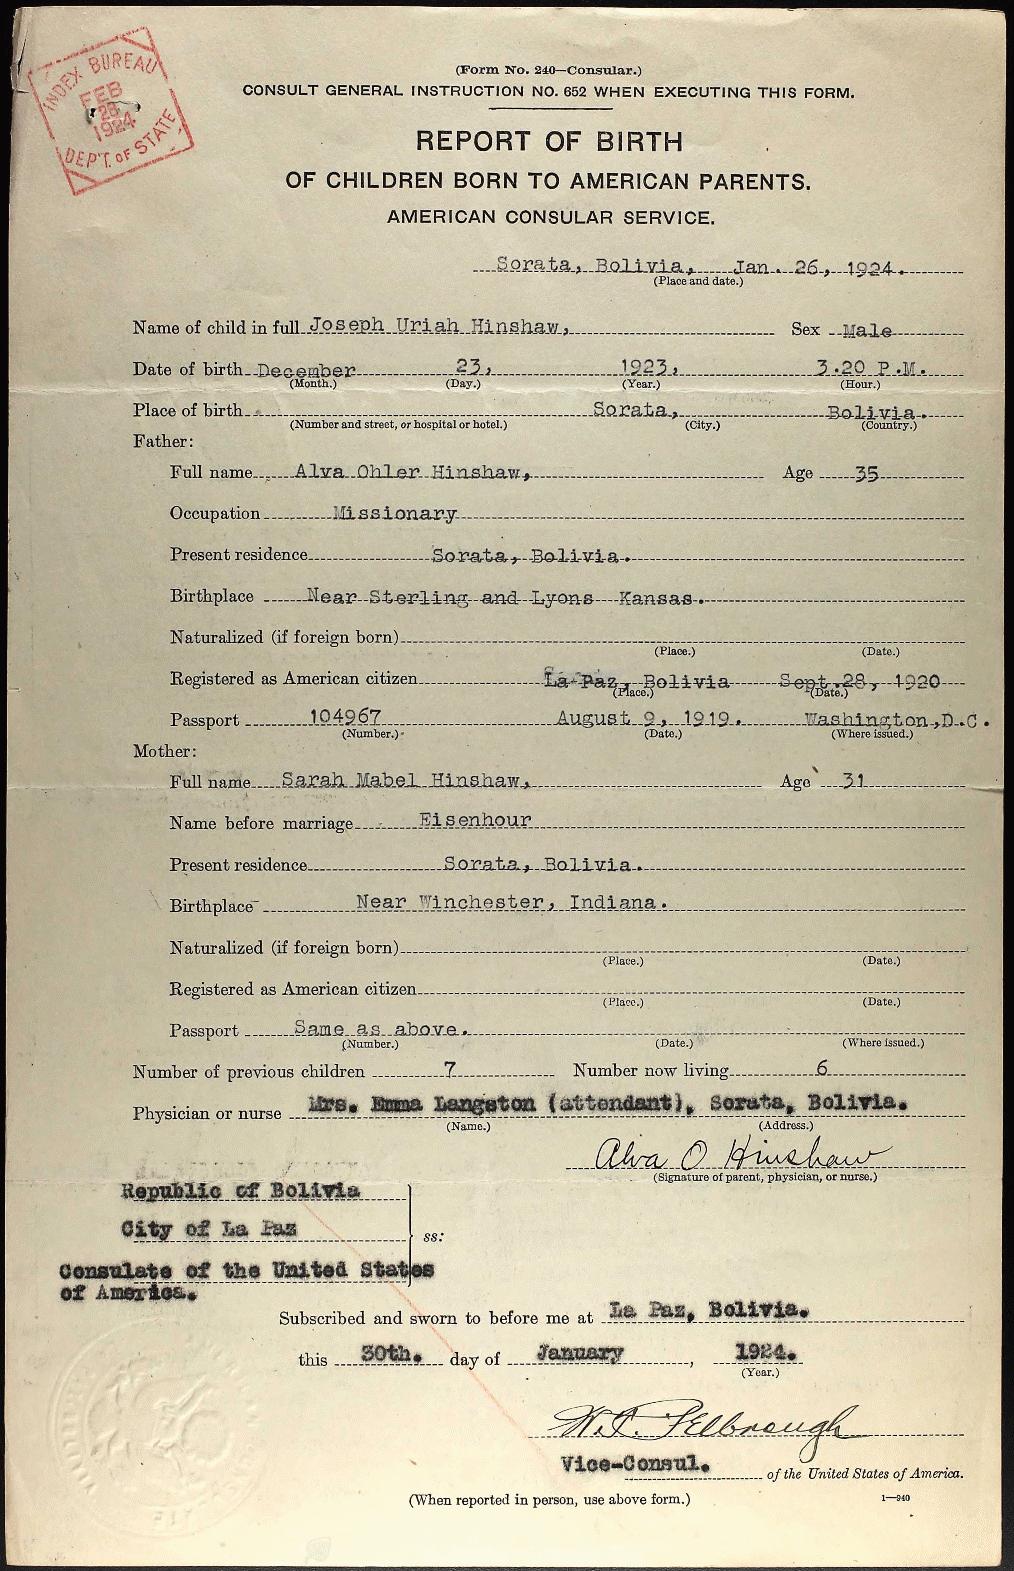 INDEX BUREAU
FEB
28
1924
DEP'T. OF STATE
(Form No. 240—Consular.)
CONSULT GENERAL INSTRUCTION NO. 652 WHEN EXECUTING THIS FORM.
REPORT OF BIRTH
OF CHILDREN BORN TO AMERICAN PARENTS.
AMERICAN CONSULAR SERVICE.
Sorata, Bolivia, Jan. 26, 1924.
(Place and date.)
Name of child in full Joseph Uriah Hinshaw, Sex Male
Date of birth December 23, 1923, 3.20 P.M.
(Month.) (Day.) (Year.) (Hour.)
Place of birth Sorata, Bolivia.
(Number and street, or hospital or hotel.) (City.) (Country.)
Father:
Full name Alva Ohler Hinshaw, Age 35
Occupation Missionary
Present residence Sorata, Bolivia.
Birthplace Near Sterling and Lyons Kansas.
Naturalized (if foreign born)
(Place.) (Date.)
Registered as American citizen La Paz, Bolivia Sept.28, 1920
(Place.) (Date.)
Passport 104967 August 9, 1919. Washington,D.C.
(Number.) (Date.) (Where issued.)
Mother:
Full name Sarah Mabel Hinshaw, Age 31
Name before marriage Eisenhour
Present residence Sorata, Bolivia.
Birthplace Near Winchester, Indiana.
Naturalized (if foreign born)
(Place.) (Date.)
Registered as American citizen
(Place.) (Date.)
Passport Same as above.
(Number.) (Date.) (Where issued.)
Number of previous children 7 Number now living 6
Physician or nurse Mrs. Emma Langston (attendant), Sorata, Bolivia.
(Name.) (Address.)
Alva O Hinshaw
(Signature of parent, physician, or nurse.)
Republic of Bolivia
City of La Paz
ss:
Consulate of the United States
of America.
Subscribed and sworn to before me at La Paz, Bolivia.
this 30th. day of January, 1924.
(Year.)
Vice-Consul. of the United States of America.
(When reported in person, use above form.) 1—940